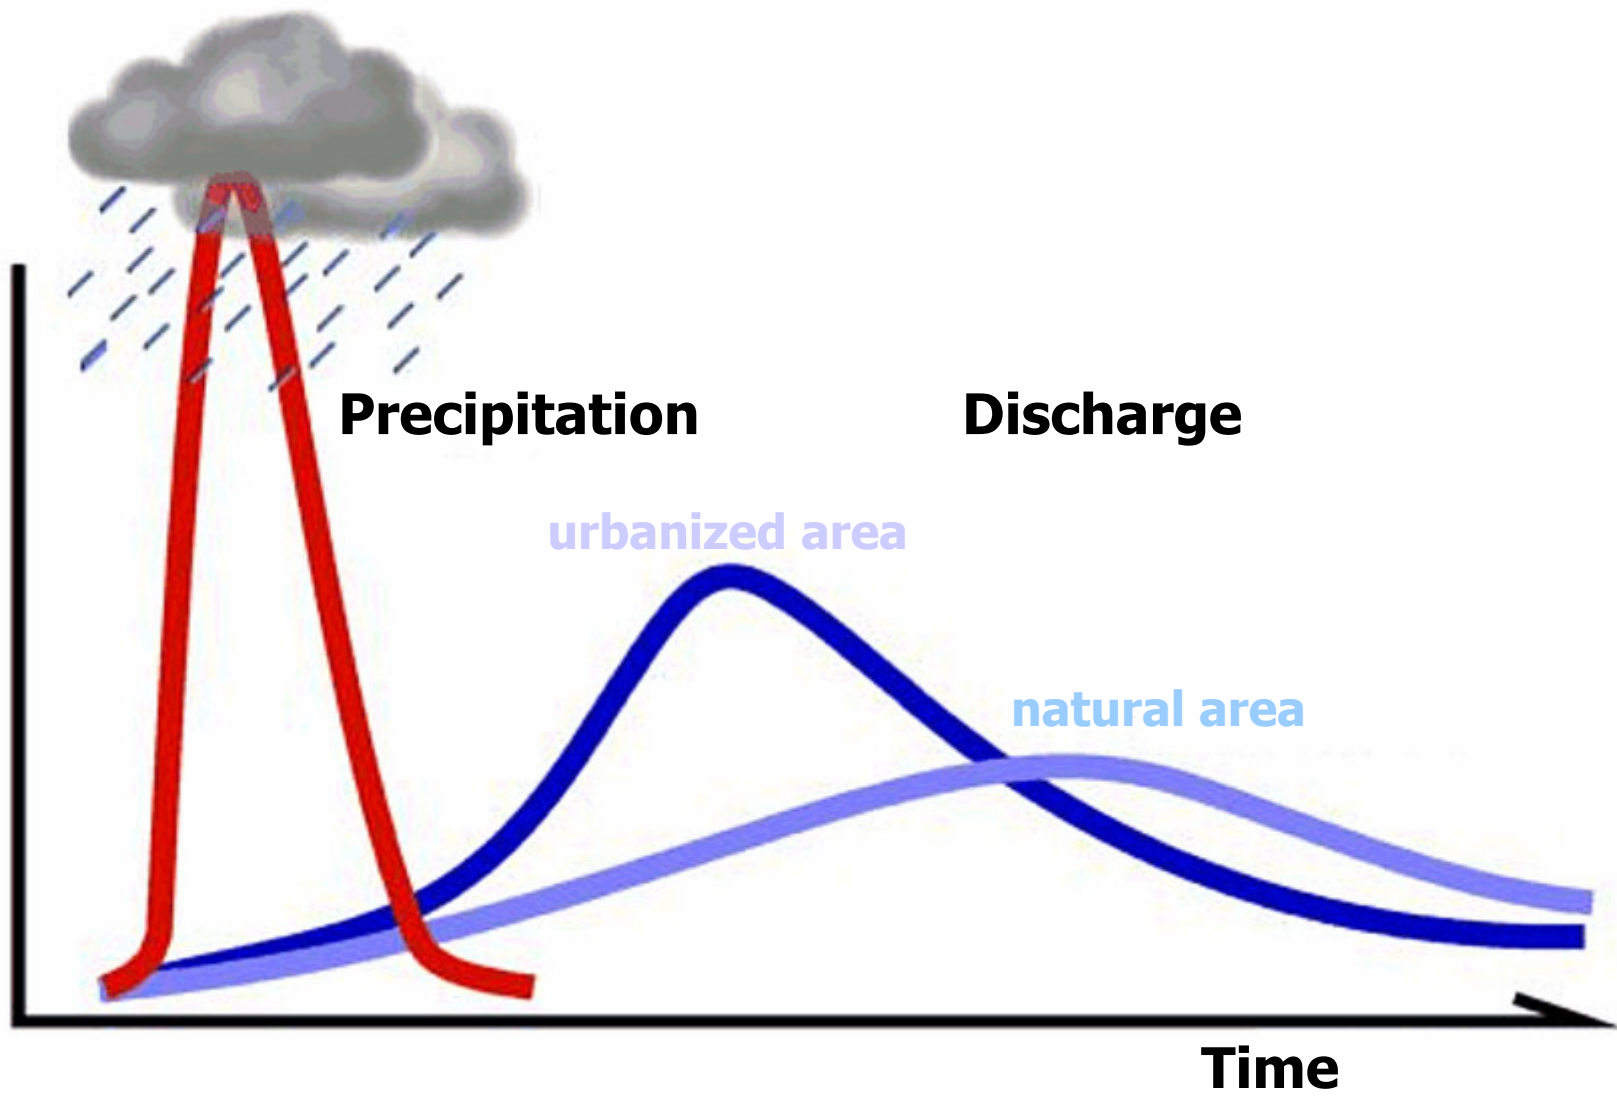 Precipitation
Discharge
urbanized area
natural area
Time